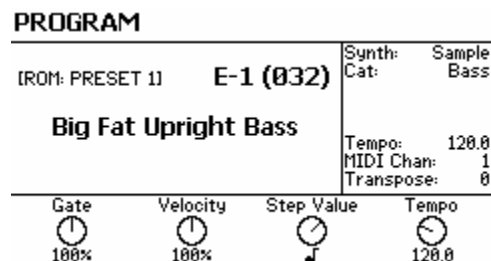 PROGRAM
[ROM: PRESET 1] E-1 (032)
Big Fat Upright Bass
Synth: Sample
Cat: Bass
Tempo: 120.0
MIDI Chan: 1
Transpose: 0
Gate Velocity Step Value Tempo
100% 100% 120.0